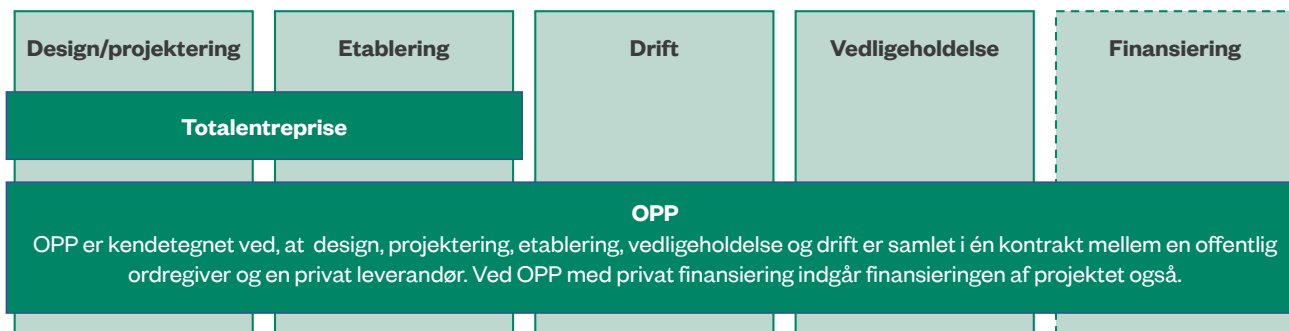 Design/projektering Etablering Drift Vedligeholdelse Finansiering
Totalentreprise
OPP
OPP er kendetegnet ved, at design, projektering, etablering, vedligeholdelse og drift er samlet i én kontrakt mellem en offentlig
ordregiver og en privat leverandør. Ved OPP med privat finansiering indgår finansieringen af projektet også.